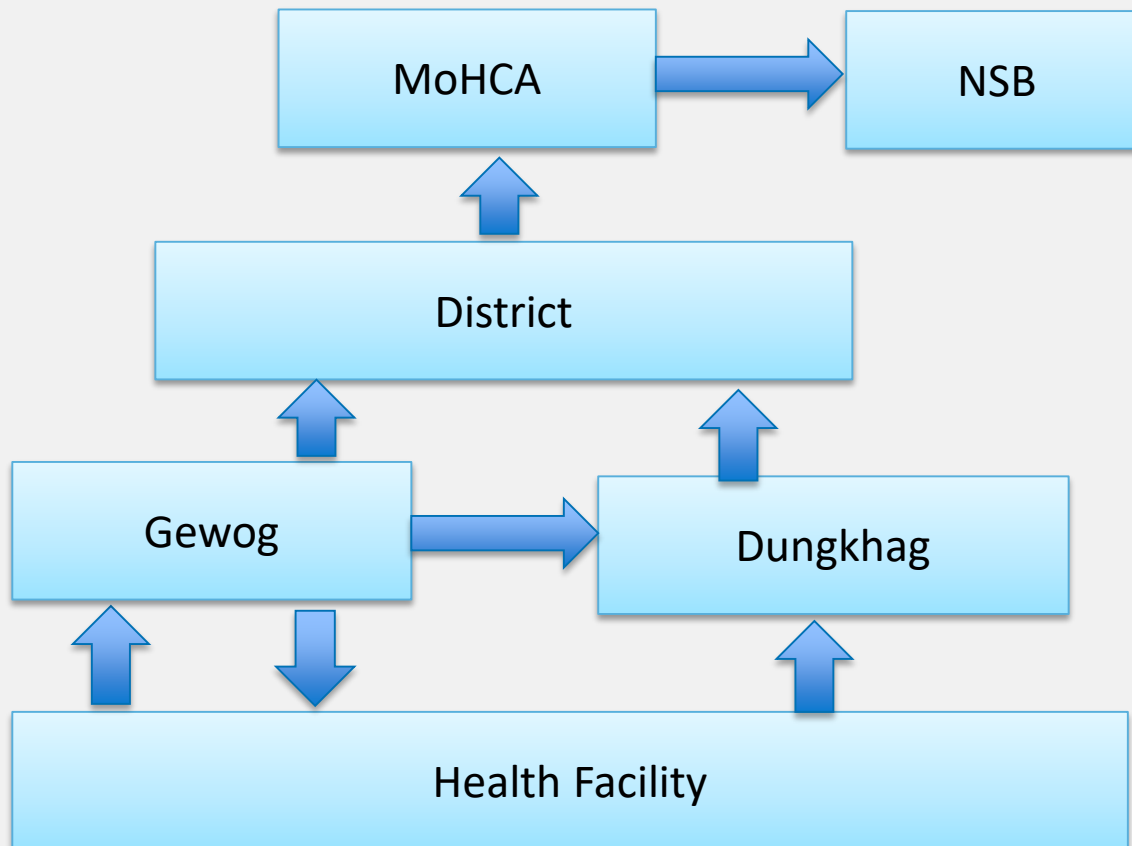 MoHCA
NSB
District
Gewog
Dungkhag
Health Facility